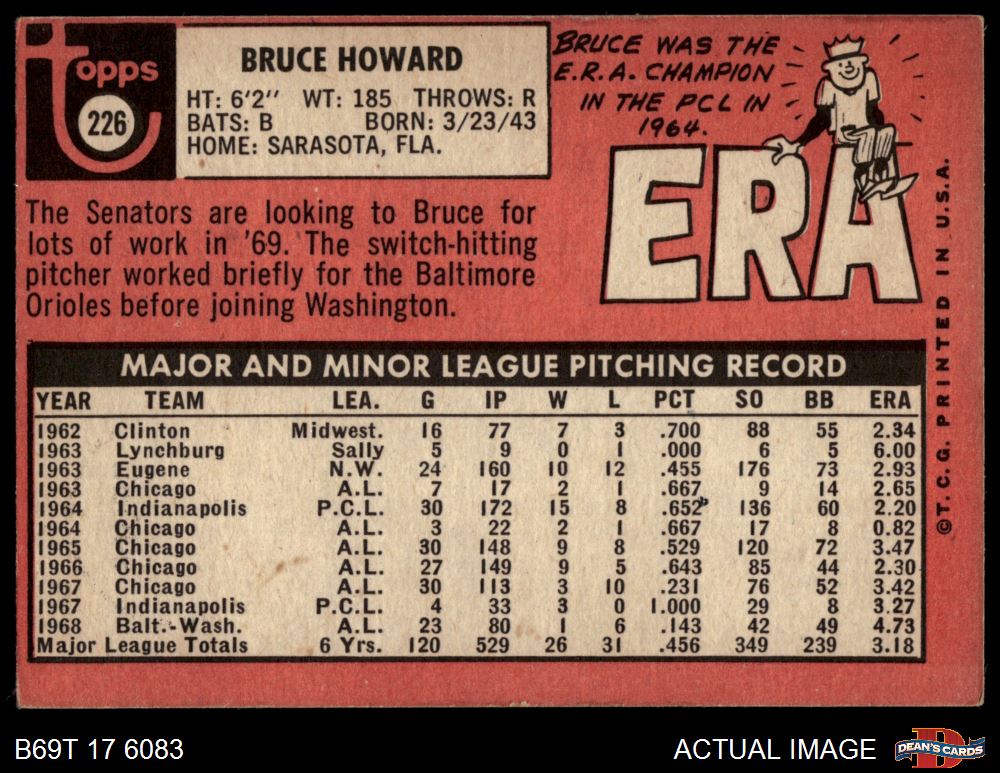 topps
226
BRUCE HOWARD
HT: 6'2" WT: 185 THROWS: R
BATS: B BORN: 3/23/43
HOME: SARASOTA, FLA.
BRUCE WAS THE
E.R.A. CHAMPION
IN THE PCL IN
1964.
ERA
The Senators are looking to Bruce for
lots of work in '69. The switch-hitting
pitcher worked briefly for the Baltimore
Orioles before joining Washington.
©T. C. G. PRINTED IN U.S.A.
MAJOR AND MINOR LEAGUE PITCHING RECORD
YEAR TEAM LEA. G IP W L PCT SO BB ERA
1962 Clinton Midwest. 16 77 7 3 .700 88 55 2.34
1963 Lynchburg Sally 5 9 0 1 .000 6 5 6.00
1963 Eugene N.W. 24 160 10 12 .455 176 73 2.93
1963 Chicago A.L. 7 17 2 1 .667 9 14 2.65
1964 Indianapolis P.C.L. 30 172 15 8 .652 136 60 2.20
1964 Chicago A.L. 3 22 2 1 .667 17 8 0.82
1965 Chicago A.L. 30 148 9 8 .529 120 72 3.47
1966 Chicago A.L. 27 149 9 5 .643 85 44 2.30
1967 Chicago A.L. 30 113 3 10 .231 76 52 3.42
1967 Indianapolis P.C.L. 4 33 3 0 1.000 29 8 3.27
1968 Balt.-Wash. A.L. 23 80 1 6 .143 42 49 4.73
Major League Totals 6 Yrs. 120 529 26 31 .456 349 239 3.18
B69T 17 6083
ACTUAL IMAGE
D
DEAN'S CARDS